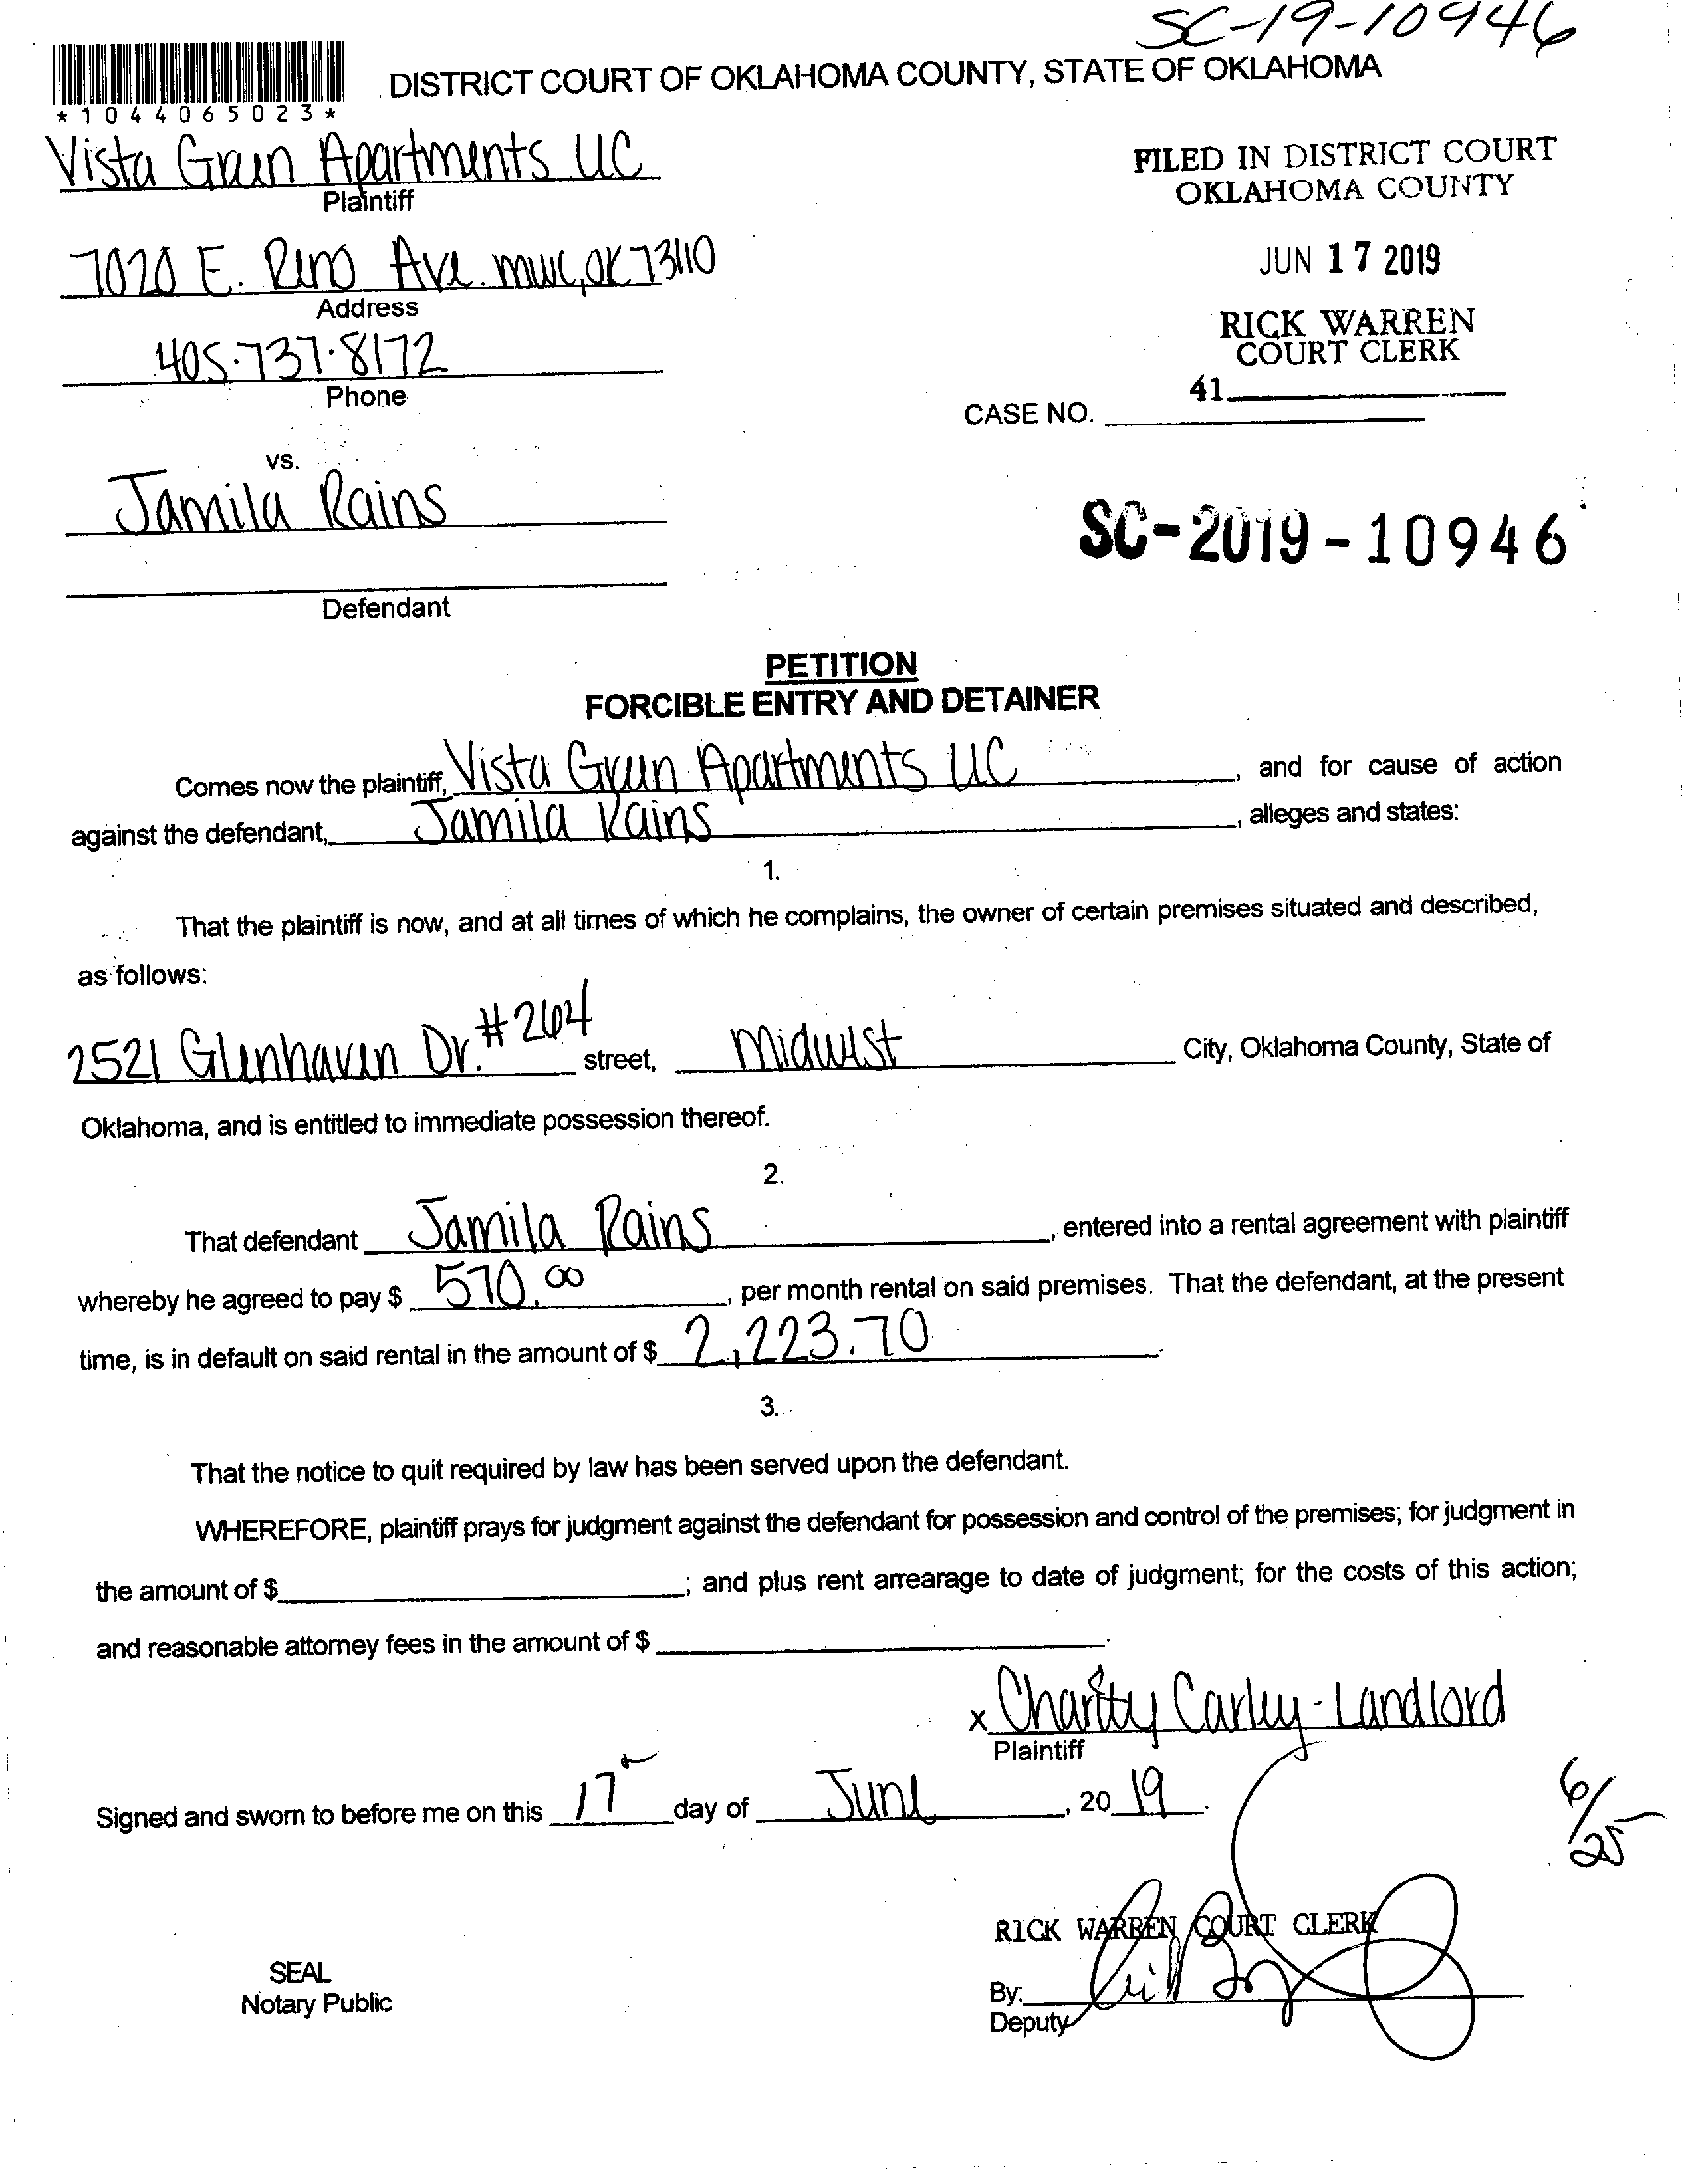 SC-19-10946
DISTRICT COURT OF OKLAHOMA COUNTY, STATE OF OKLAHOMA
*1044065023*
Vista Green Apartments LLC
Plaintiff
FILED IN DISTRICT COURT
OKLAHOMA COUNTY
7020 E. Reno Ave. MWC, OK 73110
Address
JUN 17 2019
RICK WARREN
COURT CLERK
405.737.8172
Phone
41
CASE NO.
vs.
Jamila Rains
SC-2019-10946
Defendant
PETITION
FORCIBLE ENTRY AND DETAINER
Comes now the plaintiff, Vista Green Apartments LLC, and for cause of action
against the defendant, Jamila Rains, alleges and states:
1.
That the plaintiff is now, and at all times of which he complains, the owner of certain premises situated and described,
as follows:
2521 Glenhaven Dr. #264 street, Midwest City, Oklahoma County, State of
Oklahoma, and is entitled to immediate possession thereof.
2.
That defendant Jamila Rains, entered into a rental agreement with plaintiff
whereby he agreed to pay $ 570.00, per month rental on said premises. That the defendant, at the present
time, is in default on said rental in the amount of $ 2,223.70.
3.
That the notice to quit required by law has been served upon the defendant.
WHEREFORE, plaintiff prays for judgment against the defendant for possession and control of the premises; for judgment in
the amount of $ ; and plus rent arrearage to date of judgment; for the costs of this action;
and reasonable attorney fees in the amount of $ .
x Charity Carley-Landlord
Plaintiff
Signed and sworn to before me on this 17 day of June, 20 19.
6/25
RICK WARREN COURT CLERK
SEAL
Notary Public
By:
Deputy